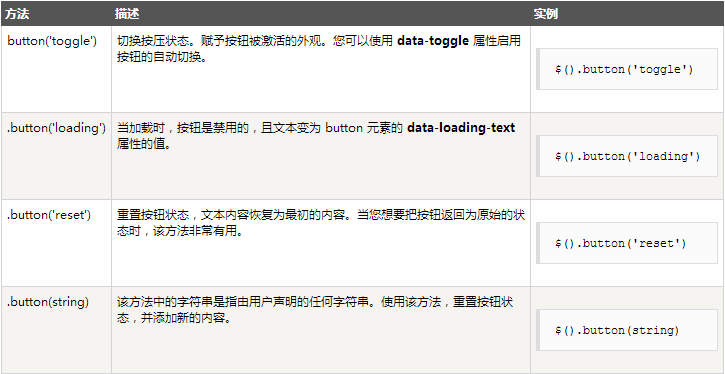 方法 描述 实例
button('toggle') 切换按压状态。赋予按钮被激活的外观。您可以使用 data-toggle 属性启用
按钮的自动切换。
$().button('toggle')
.button('loading') 当加载时，按钮是禁用的，且文本变为 button 元素的 data-loading-text
属性的值。
$().button('loading')
.button('reset') 重置按钮状态，文本内容恢复为最初的内容。当您想要把按钮返回为原始的状
态时，该方法非常有用。
$().button('reset')
.button(string) 该方法中的字符串是指由用户声明的任何字符串。使用该方法，重置按钮状
态，并添加新的内容。
$().button(string)